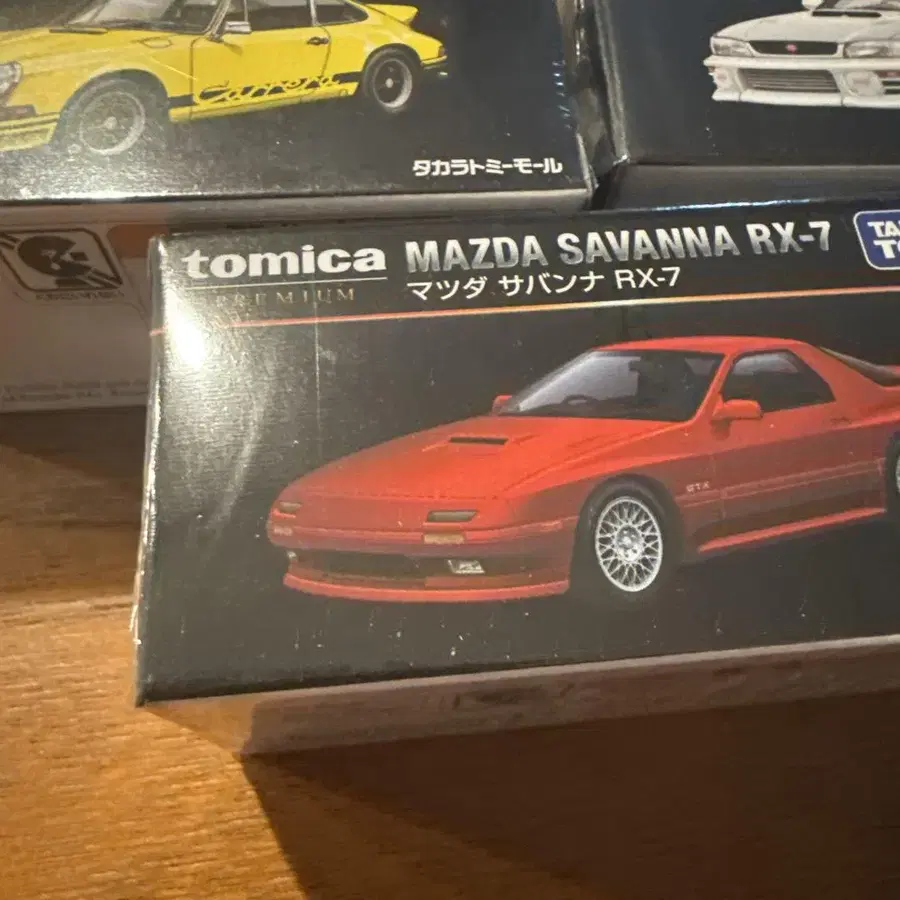 Carrera
タカラトミーモール
tomica
PREMIUM
MAZDA SAVANNA RX-7
マツダ サバンナ RX-7
GTX